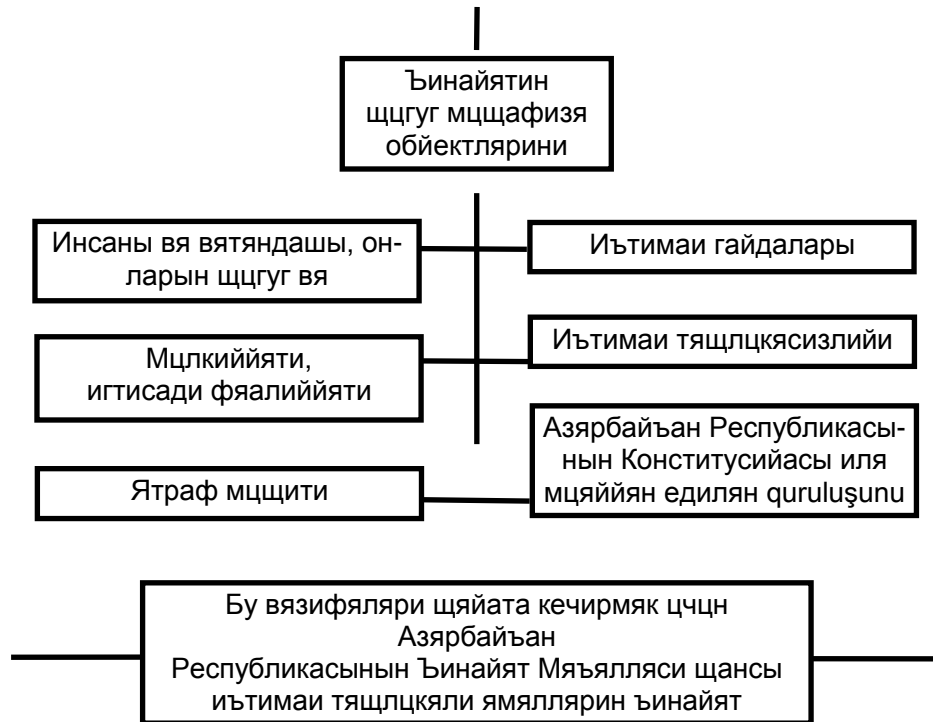 Ъинайятин
щцгуг мцщафизя
обйектлярини
Инсаны вя вятяндашы, он-
ларын щцгуг вя
Иътимаи гайдалары
Мцлкиййяти,
игтисади фяалиййяти
Иътимаи тящлцкясизлийи
Ятраф мцщити
Азярбайъан Республикасы-
нын Конститусийасы иля
мцяййян едилян quruluşunu
Бу вязифяляри щяйата кечирмяк цчцн
Азярбайъан
Республикасынын Ъинайят Мяъялляси щансы
иътимаи тящлцкяли ямяллярин ъинайят